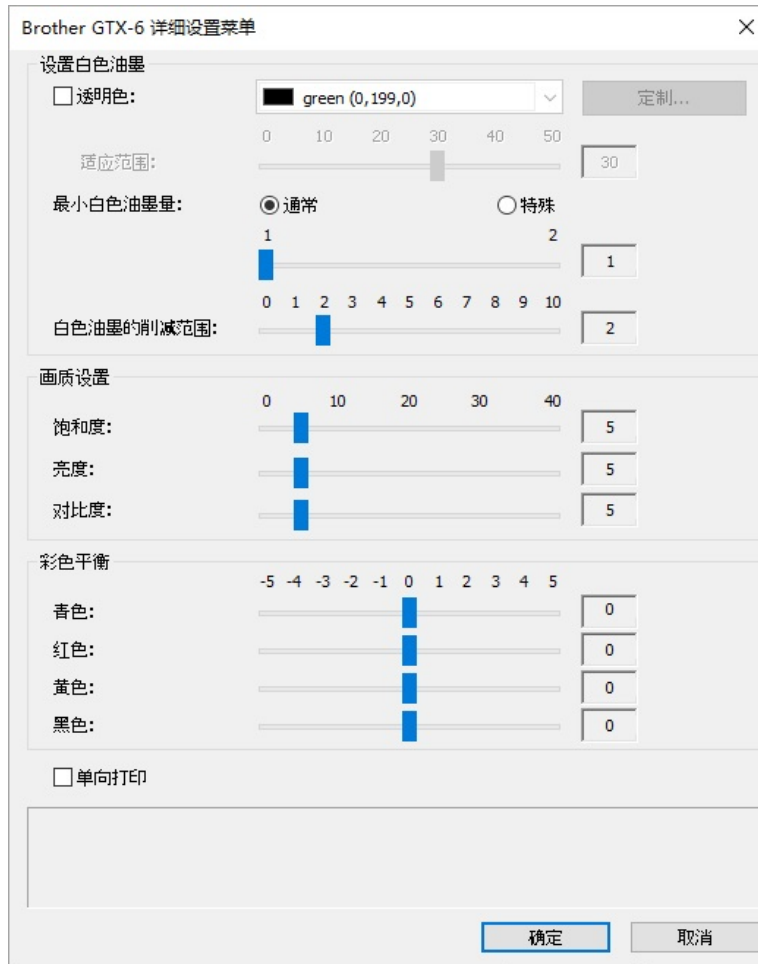 Brother GTX-6 详细设置菜单
设置白色油墨
透明色: green (0,199,0) 定制...
0 10 20 30 40 50
适应范围: 30
最小白色油墨量: 通常 特殊
1 2
1
0 1 2 3 4 5 6 7 8 9 10
白色油墨的削减范围: 2
画质设置
0 10 20 30 40
饱和度: 5
亮度: 5
对比度: 5
彩色平衡
-5 -4 -3 -2 -1 0 1 2 3 4 5
青色: 0
红色: 0
黄色: 0
黑色: 0
单向打印
确定 取消